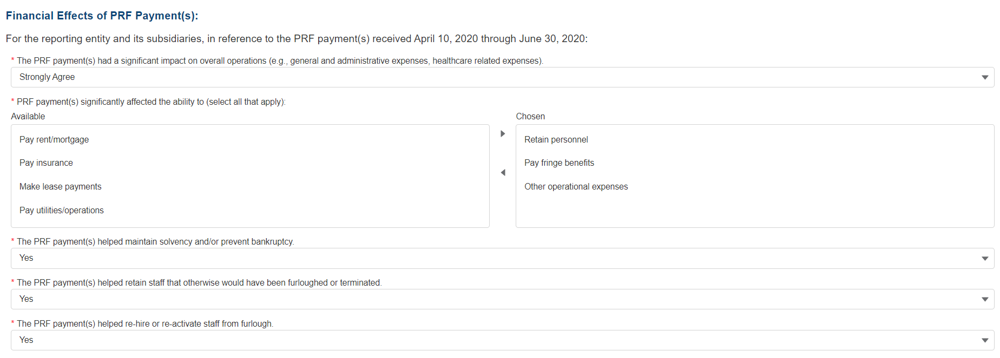 Financial Effects of PRF Payment(s):
For the reporting entity and its subsidiaries, in reference to the PRF payment(s) received April 10, 2020 through June 30, 2020:
* The PRF payment(s) had a significant impact on overall operations (e.g., general and administrative expenses, healthcare related expenses).
Strongly Agree
* PRF payment(s) significantly affected the ability to (select all that apply):
Available
Pay rent/mortgage
Pay insurance
Make lease payments
Pay utilities/operations
Chosen
Retain personnel
Pay fringe benefits
Other operational expenses
* The PRF payment(s) helped maintain solvency and/or prevent bankruptcy.
Yes
* The PRF payment(s) helped retain staff that otherwise would have been furloughed or terminated.
Yes
* The PRF payment(s) helped re-hire or re-activate staff from furlough.
Yes